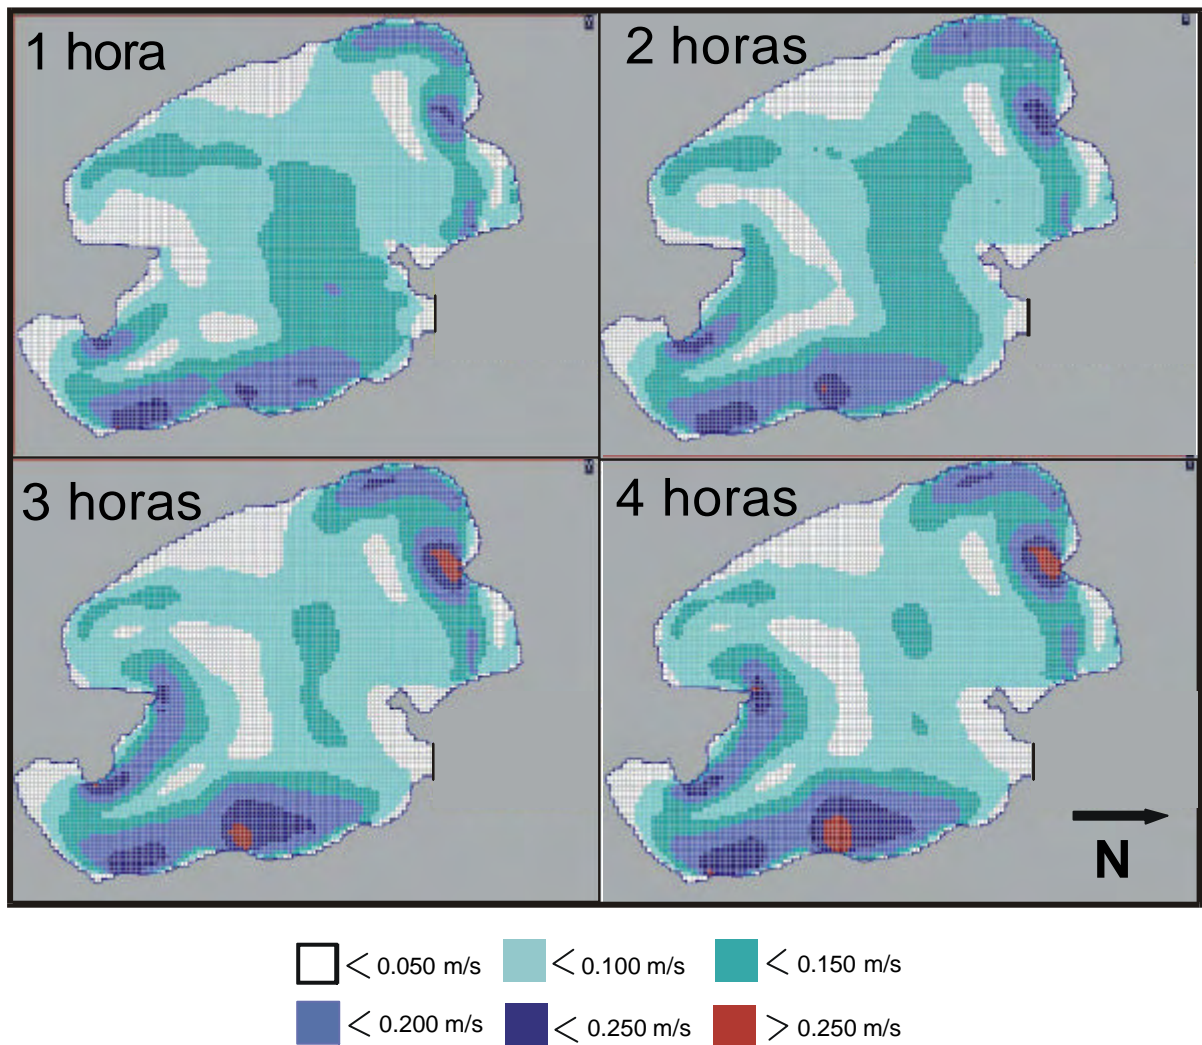 1 hora
2 horas
3 horas
4 horas
N
< 0.050 m/s
< 0.100 m/s
< 0.150 m/s
< 0.200 m/s
< 0.250 m/s
> 0.250 m/s